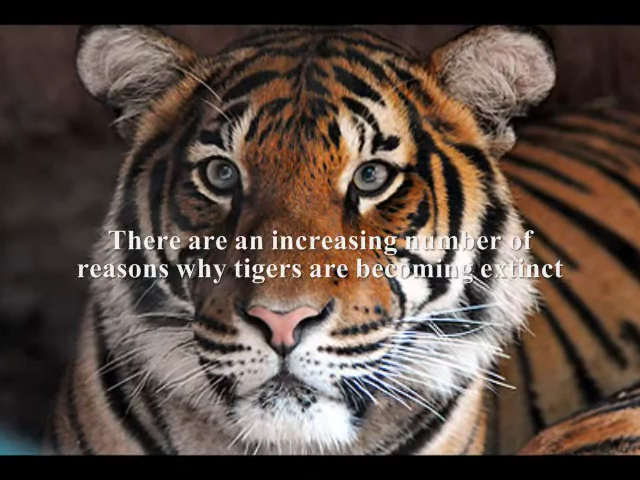 There are an increasing number of
reasons why tigers are becoming extinct